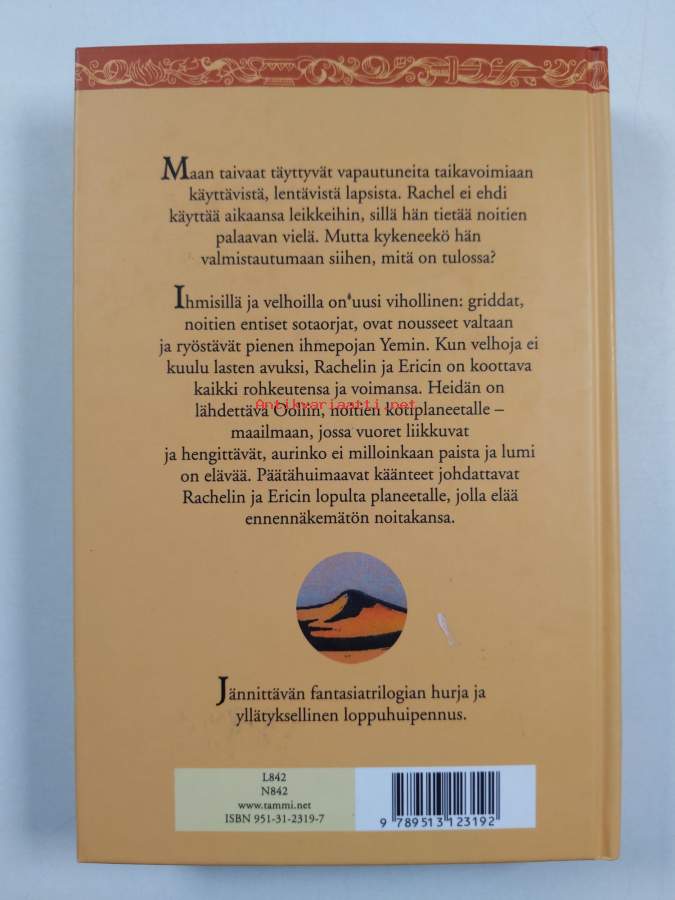 Maan taivaat täyttyvät vapautuneita taikavoimiaan
käyttävistä, lentävistä lapsista. Rachel ei ehdi
käyttää aikaansa leikkeihin, sillä hän tietää noitien
palaavan vielä. Mutta kykeneekö hän
valmistautumaan siihen, mitä on tulossa?
Ihmisillä ja velhoilla on uusi vihollinen: griddat,
noitien entiset sotaorjat, ovat nousseet valtaan
ja ryöstävät pienen ihmepojan Yemin. Kun velhoja ei
kuulu lasten avuksi, Rachelin ja Ericin on koottava
kaikki rohkeutensa ja voimansa. Heidän on
Antikvariaatti.net
lähdettävä Ooliin, noitien kotiplaneetalle –
maailmaan, jossa vuoret liikkuvat
ja hengittävät, aurinko ei milloinkaan paista ja lumi
on elävää. Päätähuimaavat käänteet johdattavat
Rachelin ja Ericin lopulta planeetalle, jolla elää
ennennäkemätön noitakansa.
Jännittävän fantasiatrilogian hurja ja
yllätyksellinen loppuhuipennus.
L842
N842
www.tammi.net
ISBN 951-31-2319-7
9 789513 123192